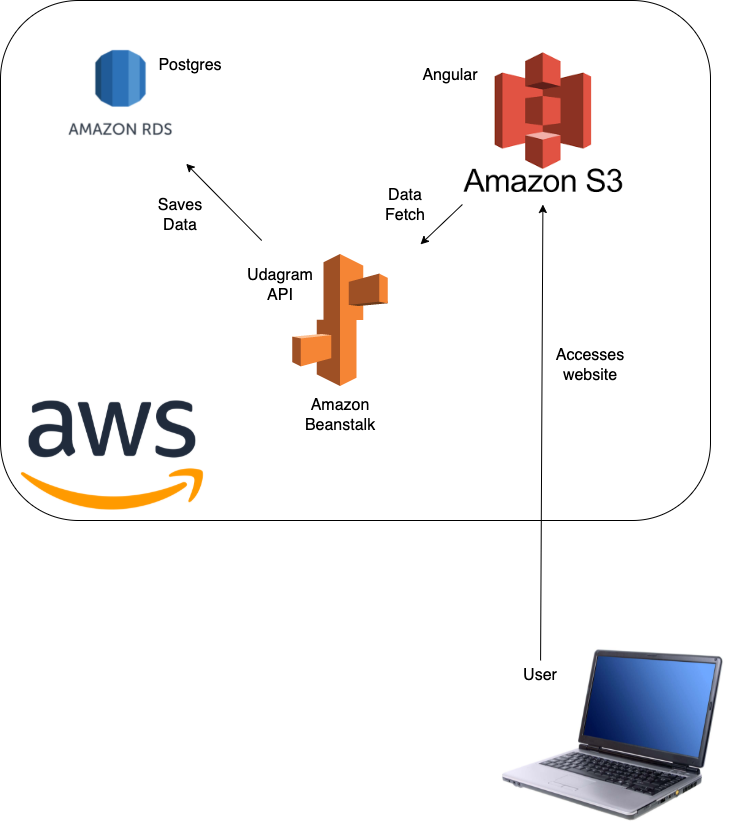 Postgres
AMAZON RDS
Angular
Amazon S3
Saves
Data
Data
Fetch
Udagram
API
Amazon
Beanstalk
Accesses
website
aws
User